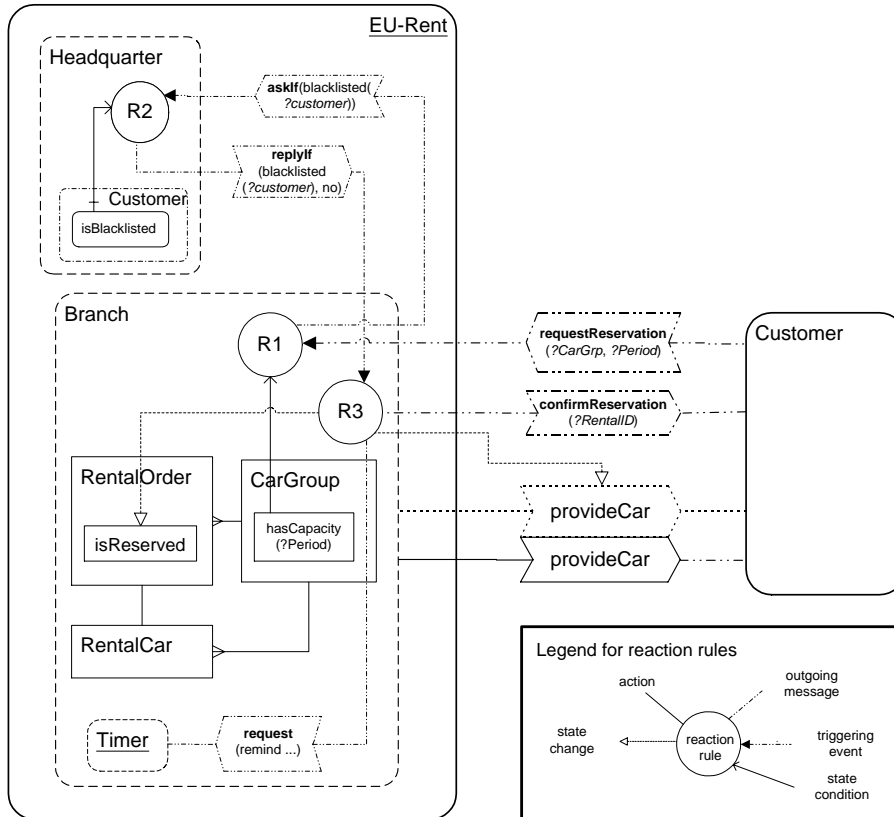 EU-Rent
Headquarter
R2
askIf(blacklisted(
?customer))
replyIf
(blacklisted
(?customer), no)
Customer
isBlacklisted
Branch
R1
requestReservation
(?CarGrp, ?Period)
Customer
R3
confirmReservation
(?RentalID)
RentalOrder
CarGroup
isReserved
hasCapacity
(?Period)
provideCar
provideCar
RentalCar
Timer
request
(remind ...)
Legend for reaction rules
action
outgoing
message
state
change
reaction
rule
triggering
event
state
condition